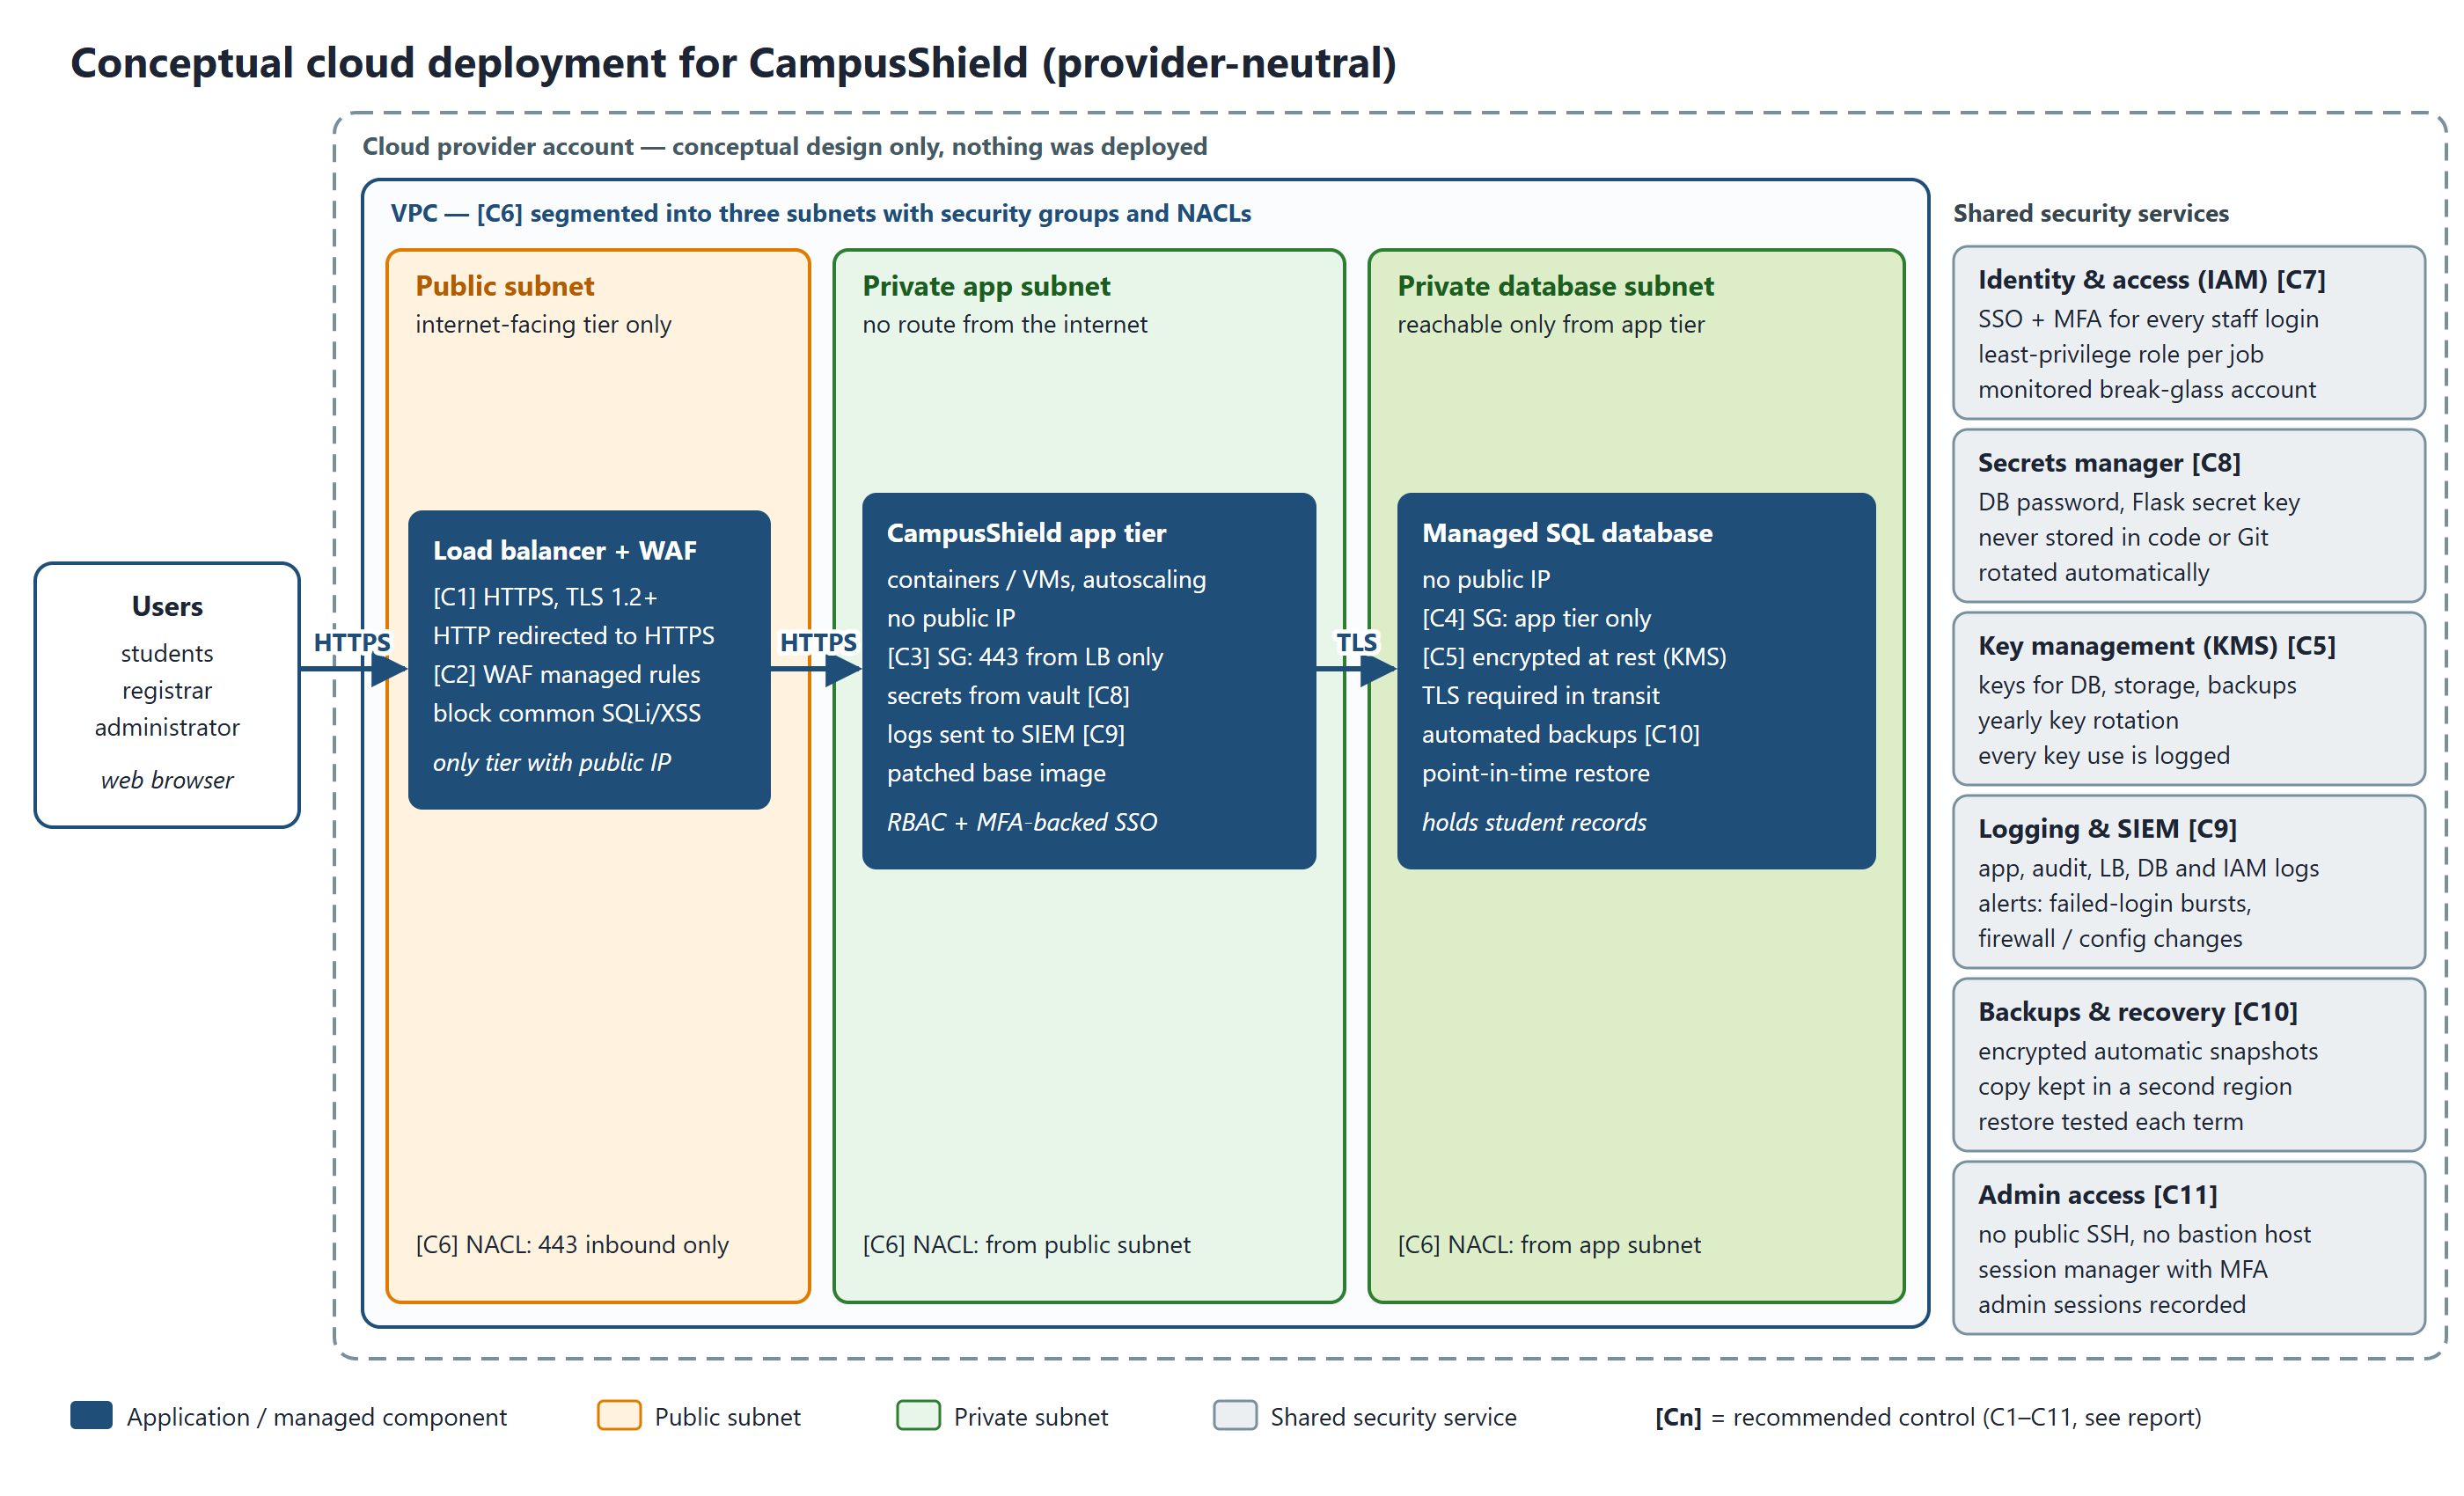 Conceptual cloud deployment for CampusShield (provider-neutral)
Cloud provider account — conceptual design only, nothing was deployed
VPC — [C6] segmented into three subnets with security groups and NACLs
Users
students
registrar
administrator
web browser
HTTPS
Public subnet
internet-facing tier only
Load balancer + WAF
[C1] HTTPS, TLS 1.2+
HTTP redirected to HTTPS
[C2] WAF managed rules
block common SQLi/XSS
only tier with public IP
[C6] NACL: 443 inbound only
HTTPS
Private app subnet
no route from the internet
CampusShield app tier
containers / VMs, autoscaling
no public IP
[C3] SG: 443 from LB only
secrets from vault [C8]
logs sent to SIEM [C9]
patched base image
RBAC + MFA-backed SSO
[C6] NACL: from public subnet
TLS
Private database subnet
reachable only from app tier
Managed SQL database
no public IP
[C4] SG: app tier only
[C5] encrypted at rest (KMS)
TLS required in transit
automated backups [C10]
point-in-time restore
holds student records
[C6] NACL: from app subnet
Shared security services
Identity & access (IAM) [C7]
SSO + MFA for every staff login
least-privilege role per job
monitored break-glass account
Secrets manager [C8]
DB password, Flask secret key
never stored in code or Git
rotated automatically
Key management (KMS) [C5]
keys for DB, storage, backups
yearly key rotation
every key use is logged
Logging & SIEM [C9]
app, audit, LB, DB and IAM logs
alerts: failed-login bursts,
firewall / config changes
Backups & recovery [C10]
encrypted automatic snapshots
copy kept in a second region
restore tested each term
Admin access [C11]
no public SSH, no bastion host
session manager with MFA
admin sessions recorded
Application / managed component
Public subnet
Private subnet
Shared security service
[Cn] = recommended control (C1–C11, see report)